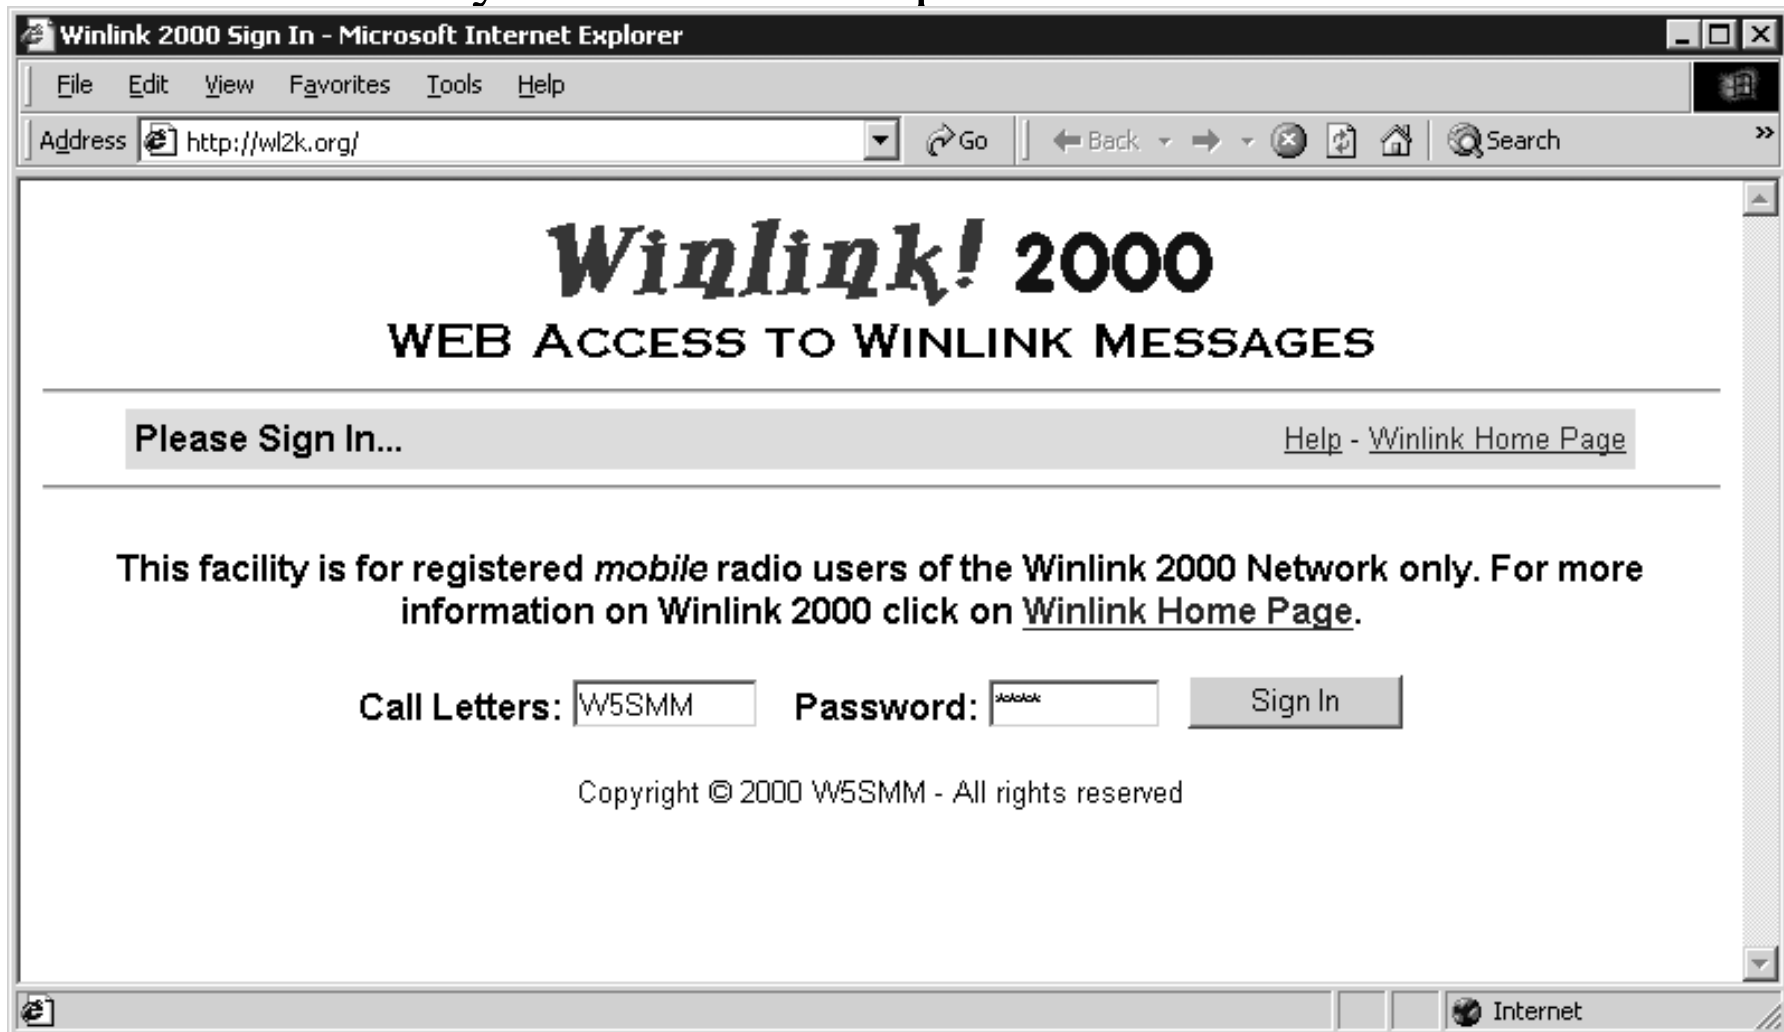 Winlink 2000 Sign In - Microsoft Internet Explorer
File Edit View Favorites Tools Help
Address http://wl2k.org/ Go Back Search »
Winlink! 2000
WEB ACCESS TO WINLINK MESSAGES
Please Sign In... Help - Winlink Home Page
This facility is for registered mobile radio users of the Winlink 2000 Network only. For more
information on Winlink 2000 click on Winlink Home Page.
Call Letters: W5SMM Password: **** Sign In
Copyright © 2000 W5SMM - All rights reserved
Internet